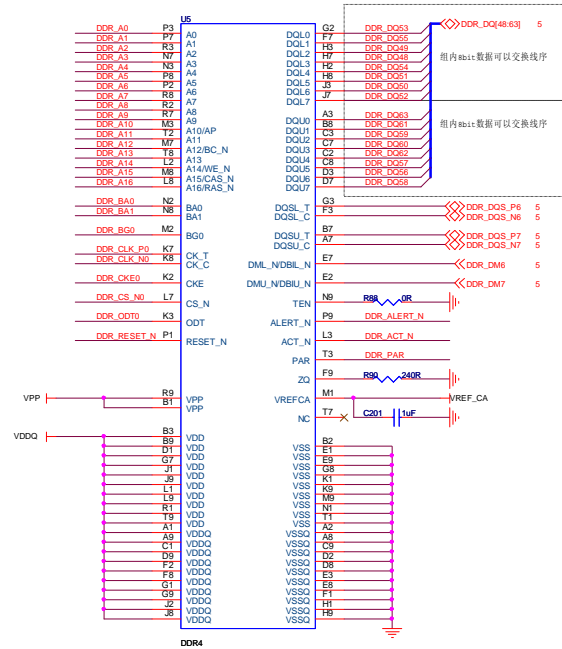 U5
DDR_A0 P3 A0 DQL0 G2 DDR_DQ53
DDR_A1 P7 A1 DQL1 F7 DDR_DQ55
DDR_A2 R3 A2 DQL2 H3 DDR_DQ49
DDR_A3 N7 A3 DQL3 H7 DDR_DQ48
DDR_A4 N3 A4 DQL4 H2 DDR_DQ54
DDR_A5 P8 A5 DQL5 H8 DDR_DQ51
DDR_A6 P2 A6 DQL6 J3 DDR_DQ50
DDR_A7 R8 A7 DQL7 J7 DDR_DQ52
DDR_A8 R2 A8
DDR_A9 R7 A9 DQU0 A3 DDR_DQ63
DDR_A10 M3 A10/AP DQU1 B8 DDR_DQ61
DDR_A11 T2 A11 DQU2 C3 DDR_DQ59
DDR_A12 M7 A12/BC_N DQU3 C7 DDR_DQ60
DDR_A13 T8 A13 DQU4 C2 DDR_DQ62
DDR_A14 L2 A14/WE_N DQU5 C8 DDR_DQ57
DDR_A15 M8 A15/CAS_N DQU6 D3 DDR_DQ56
DDR_A16 L8 A16/RAS_N DQU7 D7 DDR_DQ58
DDR_DQ[48:63] 5
组内8bit数据可以交换线序
组内8bit数据可以交换线序
DDR_BA0 N2 BA0 DQSL_T G3 DDR_DQS_P6 5
DDR_BA1 N8 BA1 DQSL_C F3 DDR_DQS_N6 5
DDR_BG0 M2 BG0 DQSU_T B7 DDR_DQS_P7 5
DQSU_C A7 DDR_DQS_N7 5
DDR_CLK_P0 K7 CK_T
DDR_CLK_N0 K8 CK_C DML_N/DBIL_N E7 DDR_DM6 5
DDR_CKE0 K2 CKE DMU_N/DBIU_N E2 DDR_DM7 5
DDR_CS_N0 L7 CS_N TEN N9 R88 0R
DDR_ODT0 K3 ODT ALERT_N P9 DDR_ALERT_N
DDR_RESET_N P1 RESET_N ACT_N L3 DDR_ACT_N
PAR T3 DDR_PAR
ZQ F9 R90 240R
VPP R9 VPP VREFCA M1 VREF_CA
B1 VPP
NC T7 C201 1uF
VDDQ B3 VDD VSS B2
B9 VDD VSS E1
D1 VDD VSS E9
G7 VDD VSS G8
J1 VDD VSS K1
J9 VDD VSS K9
L1 VDD VSS M9
L9 VDD VSS N1
R1 VDD VSS T1
T9 VDD VSSQ A2
A1 VDDQ VSSQ A8
A9 VDDQ VSSQ C9
C1 VDDQ VSSQ D2
D9 VDDQ VSSQ D8
F2 VDDQ VSSQ E3
F8 VDDQ VSSQ E8
G1 VDDQ VSSQ F1
G9 VDDQ VSSQ H1
J2 VDDQ VSSQ H9
J8 VDDQ
DDR4